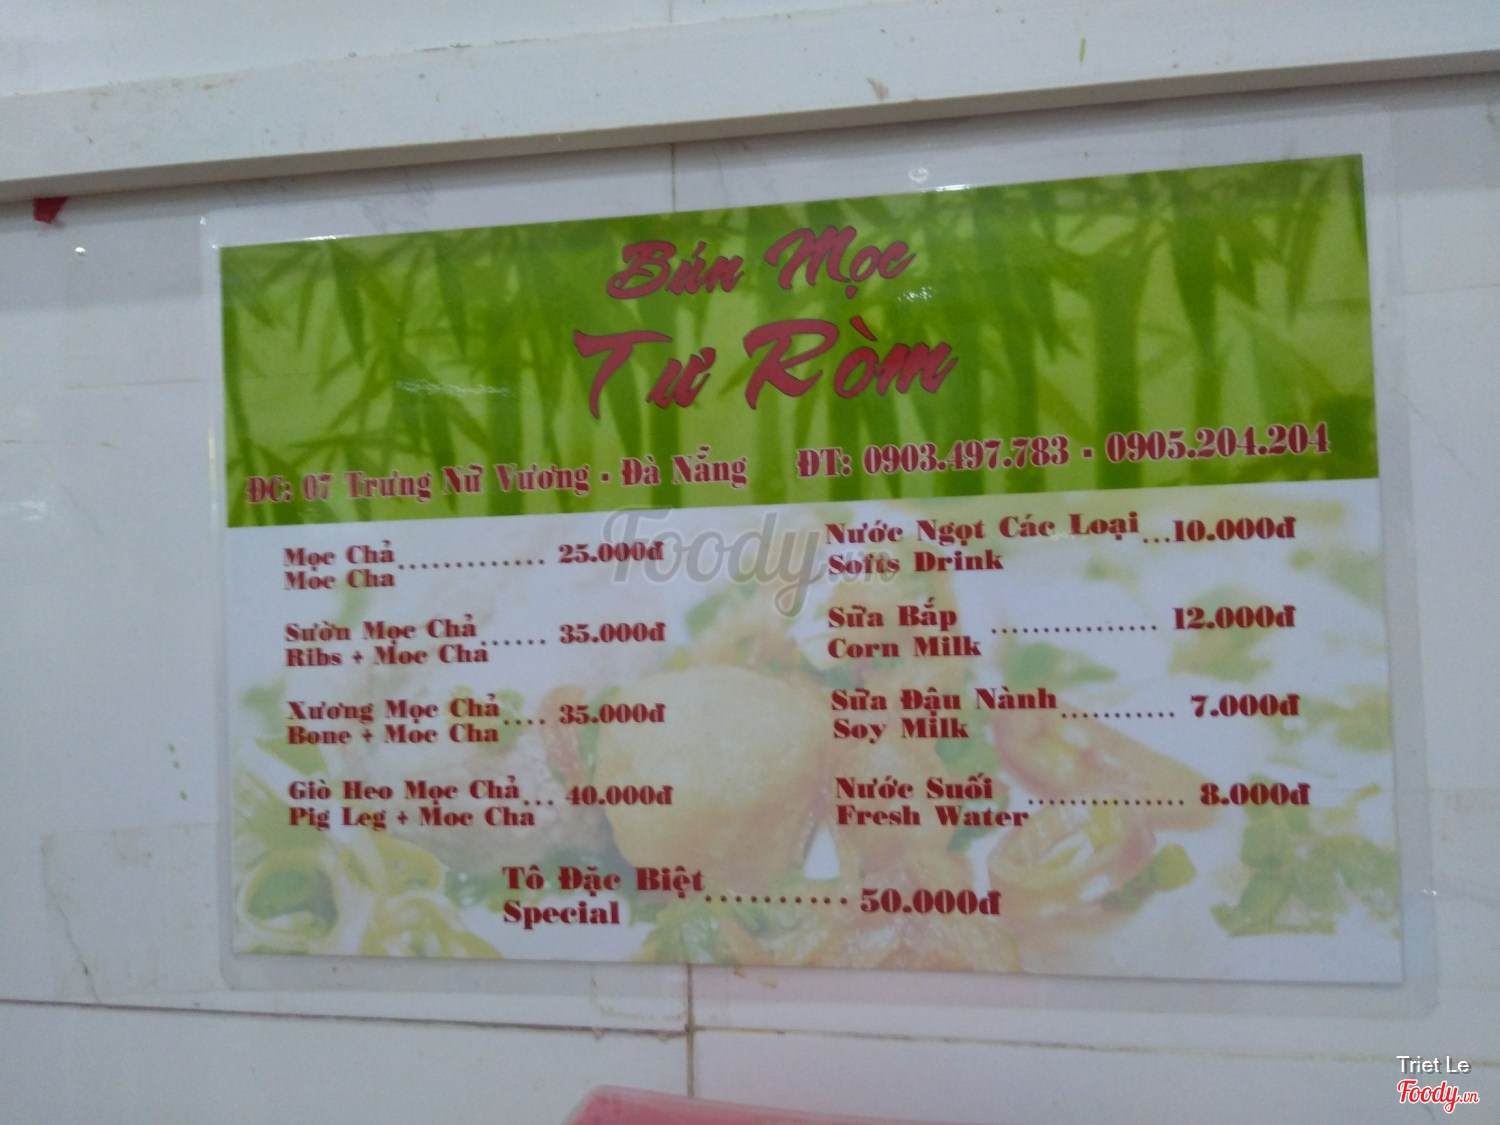 Bún Mọc
Tư Ròm
ĐC: 07 Trưng Nữ Vương - Đà Nẵng ĐT: 0903.497.783 - 0905.204.204
Mọc Chả............. 25.000đ
Moc Cha
Sườn Mọc Chả...... 35.000đ
Ribs + Moc Cha
Xương Mọc Chả.... 35.000đ
Bone + Moc Cha
Giò Heo Mọc Chả... 40.000đ
Pig Leg + Moc Cha
Nước Ngọt Các Loại...10.000đ
Softs Drink
Sữa Bắp ................ 12.000đ
Corn Milk
Sữa Đậu Nành........... 7.000đ
Soy Milk
Nước Suối .............. 8.000đ
Fresh Water
Tô Đặc Biệt.......... 50.000đ
Special
Foody.vn
Triet Le
Foody.vn